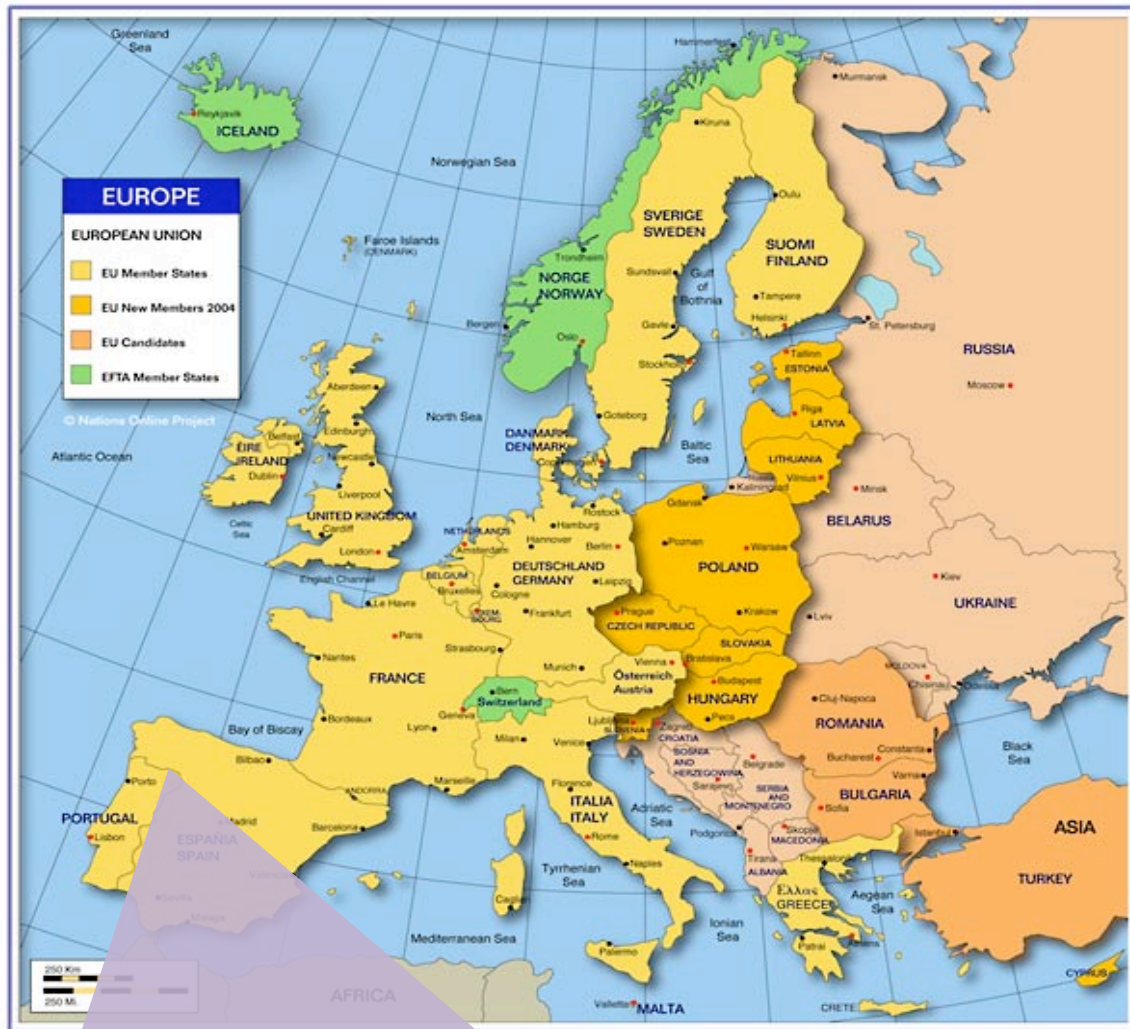 Greenland
Sea
Hammerfest
Murmansk
Reykjavik
ICELAND
Kiruna
Norwegian Sea
EUROPE
EUROPEAN UNION
EU Member States
EU New Members 2004
EU Candidates
EFTA Member States
© Nations Online Project
Oulu
SVERIGE
SWEDEN
SUOMI
FINLAND
Faroe Islands
(DENMARK)
Trondheim
Sundsvall
Gulf
of
Bothnia
NORGE
NORWAY
Tampere
Helsinki
Bergen
Gavle
St. Petersburg
Oslo
Stockholm
Tallinn
ESTONIA
RUSSIA
Moscow
Aberdeen
North Sea
Goteborg
Riga
LATVIA
Edinburgh
Belfast
DANMARK
DENMARK
Baltic
Sea
Atlantic Ocean
ÉIRE
IRELAND
Newcastle
Copenhagen
LITHUANIA
Dublin
Vilnius
Kaliningrad
Minsk
Liverpool
Gdansk
Rostock
UNITED KINGDOM
BELARUS
Celtic
Sea
Cardiff
NETHERLANDS
Hamburg
Hannover
Poznan
Warsaw
London
Amsterdam
Berlin
English Channel
DEUTSCHLAND
GERMANY
POLAND
BELGIUM
Bruxelles
Leipzig
Kiev
Cologne
Le Havre
LUXEM-
BOURG
Frankfurt
Prague
Krakow
Lviv
UKRAINE
CZECH REPUBLIC
Paris
SLOVAKIA
Strasbourg
Nantes
Munich
Vienna
Bratislava
MOLDOVA
FRANCE
Österreich
Austria
Budapest
Chisinau
Odessa
Bern
Switzerland
HUNGARY
Cluj-Napoca
Geneva
Bordeaux
Lyon
Ljubljana
SLOVENIA
Pecs
ROMANIA
Zagreb
CROATIA
Bay of Biscay
Milan
Venice
BOSNIA
AND
HERZEGOVINA
Belgrade
Constanta
Bucharest
Black
Sea
Bilbao
Porto
Marseille
Florence
Sarajevo
SERBIA
AND
MONTENEGRO
Varna
BULGARIA
ANDORRA
ITALIA
ITALY
Adriatic
Sea
Sofia
PORTUGAL
Lisbon
Madrid
Barcelona
Rome
Podgorica
Skopje
MACEDONIA
Istanbul
ASIA
ESPAÑIA
SPAIN
Naples
Tirana
ALBANIA
Thessaloniki
Tyrrhenian
Sea
Ελλας
GREECE
Aegean
Sea
TURKEY
Cagliari
Ionian
Sea
Mediterranean Sea
Palermo
Patrai
Athens
250 Km
250 Mi.
AFRICA
CYPRUS
Valletta
MALTA
CRETE